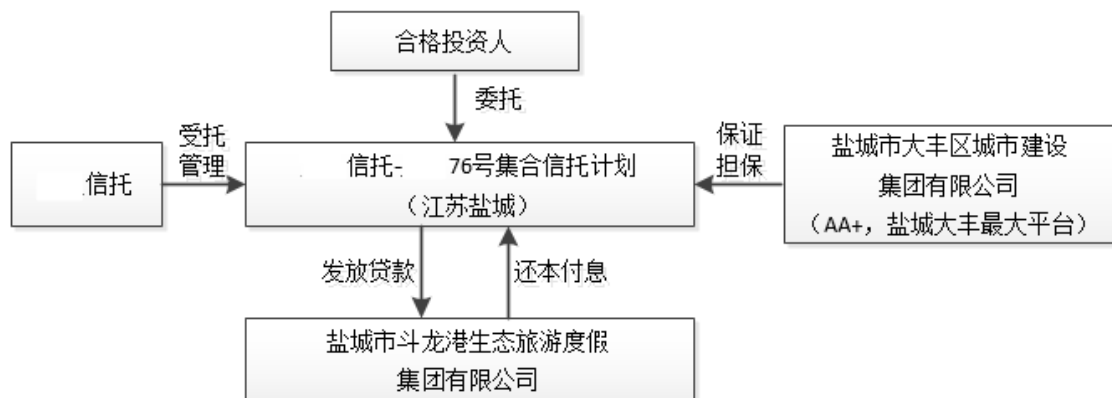 合格投资人
委托
受托
管理
保证
担保
信托
信托-
76号集合信托计划
（江苏盐城）
盐城市大丰区城市建设
集团有限公司
（AA+，盐城大丰最大平台）
发放贷款
还本付息
盐城市斗龙港生态旅游度假
集团有限公司